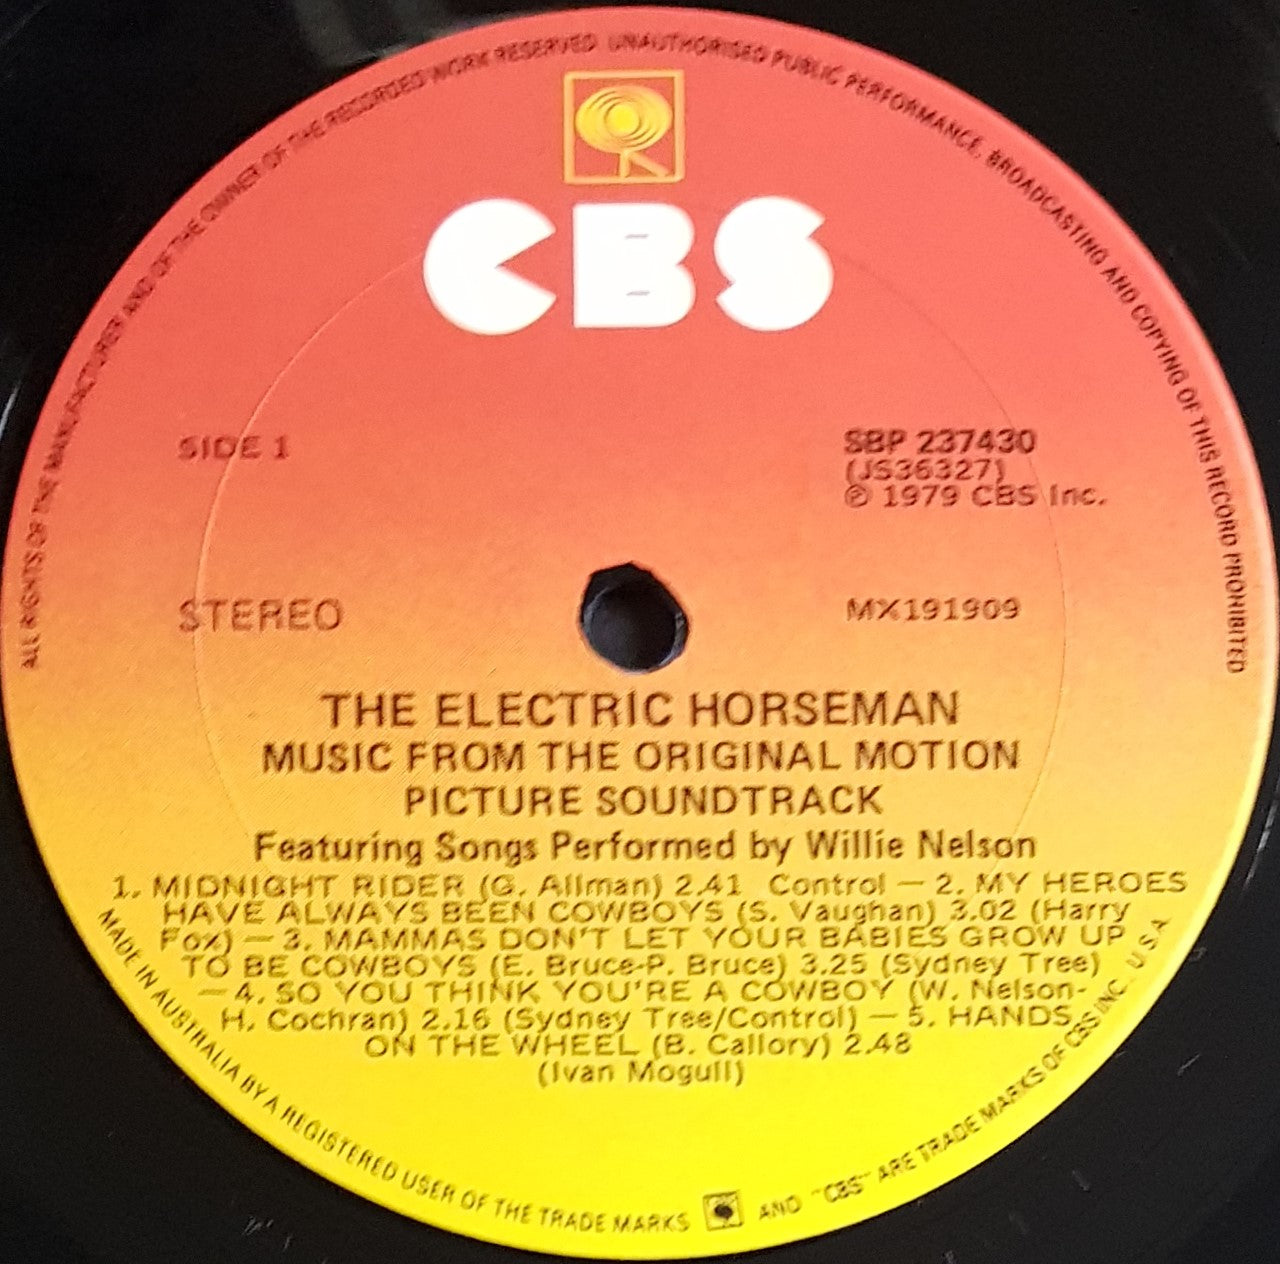 ALL RIGHTS OF THE MANUFACTURER AND OF THE OWNER OF THE RECORDED WORK RESERVED. UNAUTHORISED PUBLIC PERFORMANCE, BROADCASTING AND COPYING OF THIS RECORD PROHIBITED
CBS
SIDE 1
SBP 237430
(JS36327)
℗ 1979 CBS Inc.
STEREO
MX191909
THE ELECTRIC HORSEMAN
MUSIC FROM THE ORIGINAL MOTION
PICTURE SOUNDTRACK
Featuring Songs Performed by Willie Nelson
1. MIDNIGHT RIDER (G. Allman) 2.41 Control — 2. MY HEROES
HAVE ALWAYS BEEN COWBOYS (S. Vaughan) 3.02 (Harry
Fox) — 3. MAMMAS DON'T LET YOUR BABIES GROW UP
TO BE COWBOYS (E. Bruce-P. Bruce) 3.25 (Sydney Tree)
— 4. SO YOU THINK YOU'RE A COWBOY (W. Nelson-
H. Cochran) 2.16 (Sydney Tree/Control) — 5. HANDS
ON THE WHEEL (B. Callory) 2.48
(Ivan Mogull)
MADE IN AUSTRALIA BY A REGISTERED USER OF THE TRADE MARKS AND "CBS" ARE TRADE MARKS OF CBS INC., U.S.A.